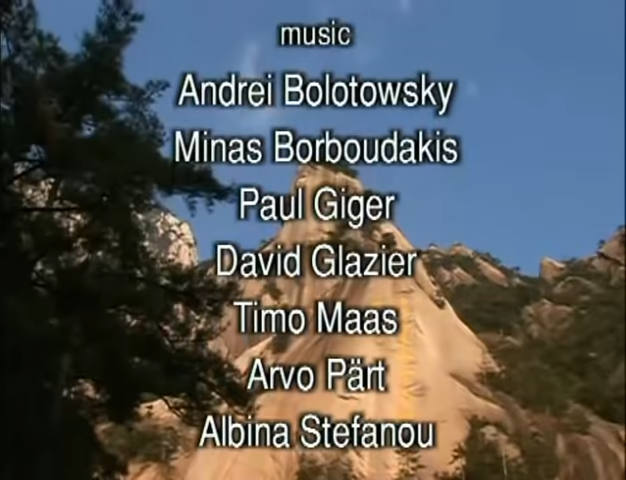 music
Andrei Bolotowsky
Minas Borboudakis
Paul Giger
David Glazier
Timo Maas
Arvo Pärt
Albina Stefanou